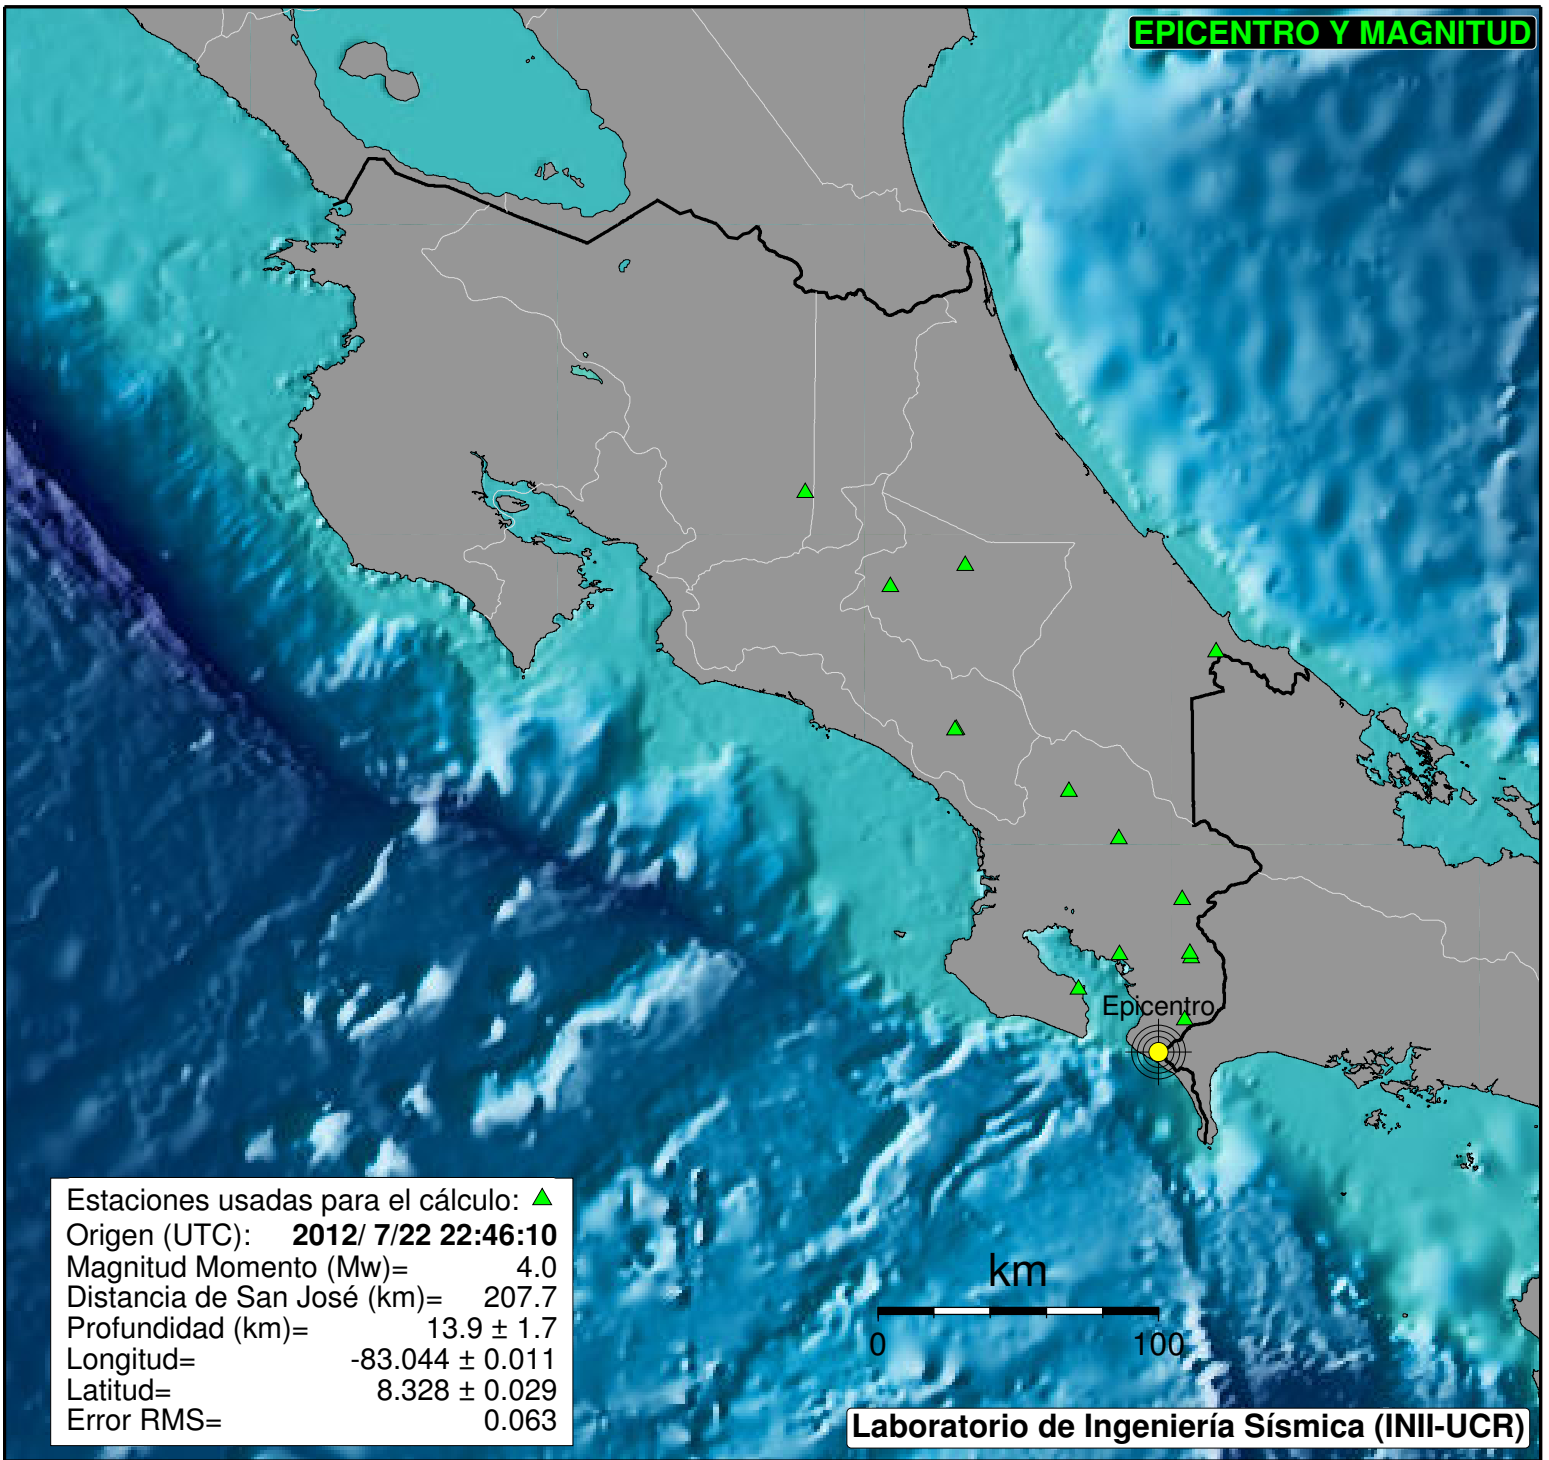 EPICENTRO Y MAGNITUD
Epicentro
Estaciones usadas para el cálculo:
Origen (UTC): 2012/ 7/22 22:46:10
Magnitud Momento (Mw)= 4.0
Distancia de San José (km)= 207.7
Profundidad (km)= 13.9 ± 1.7
Longitud= -83.044 ± 0.011
Latitud= 8.328 ± 0.029
Error RMS= 0.063
km
0 100
Laboratorio de Ingeniería Sísmica (INII-UCR)